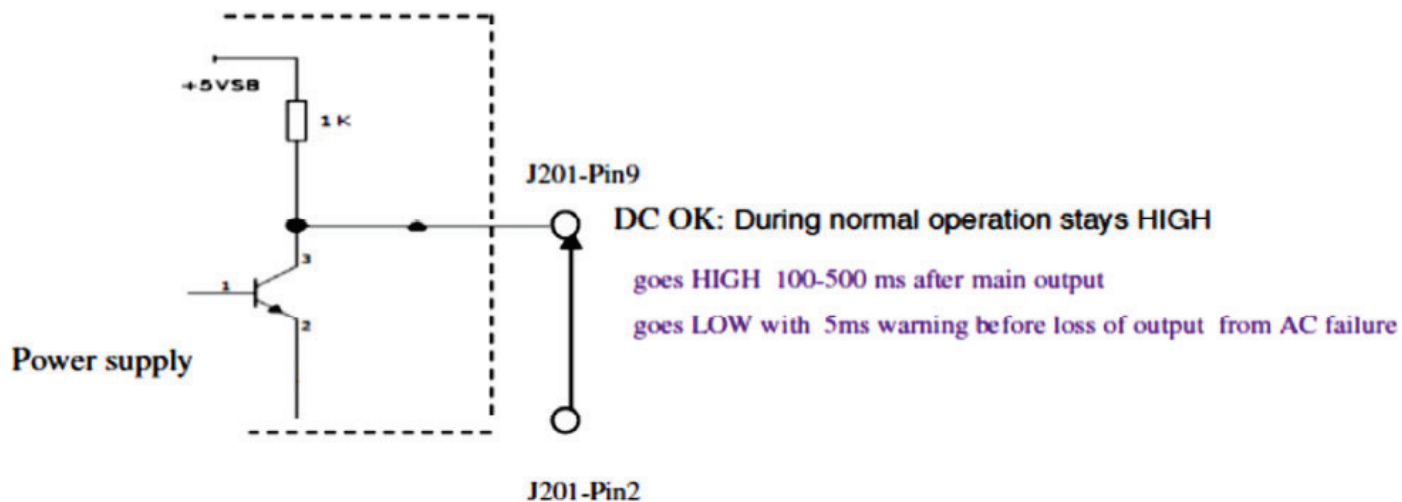 +5VSB
1K
J201-Pin9
DC OK: During normal operation stays HIGH
3
goes HIGH 100-500 ms after main output
1
goes LOW with 5ms warning before loss of output from AC failure
2
Power supply
J201-Pin2